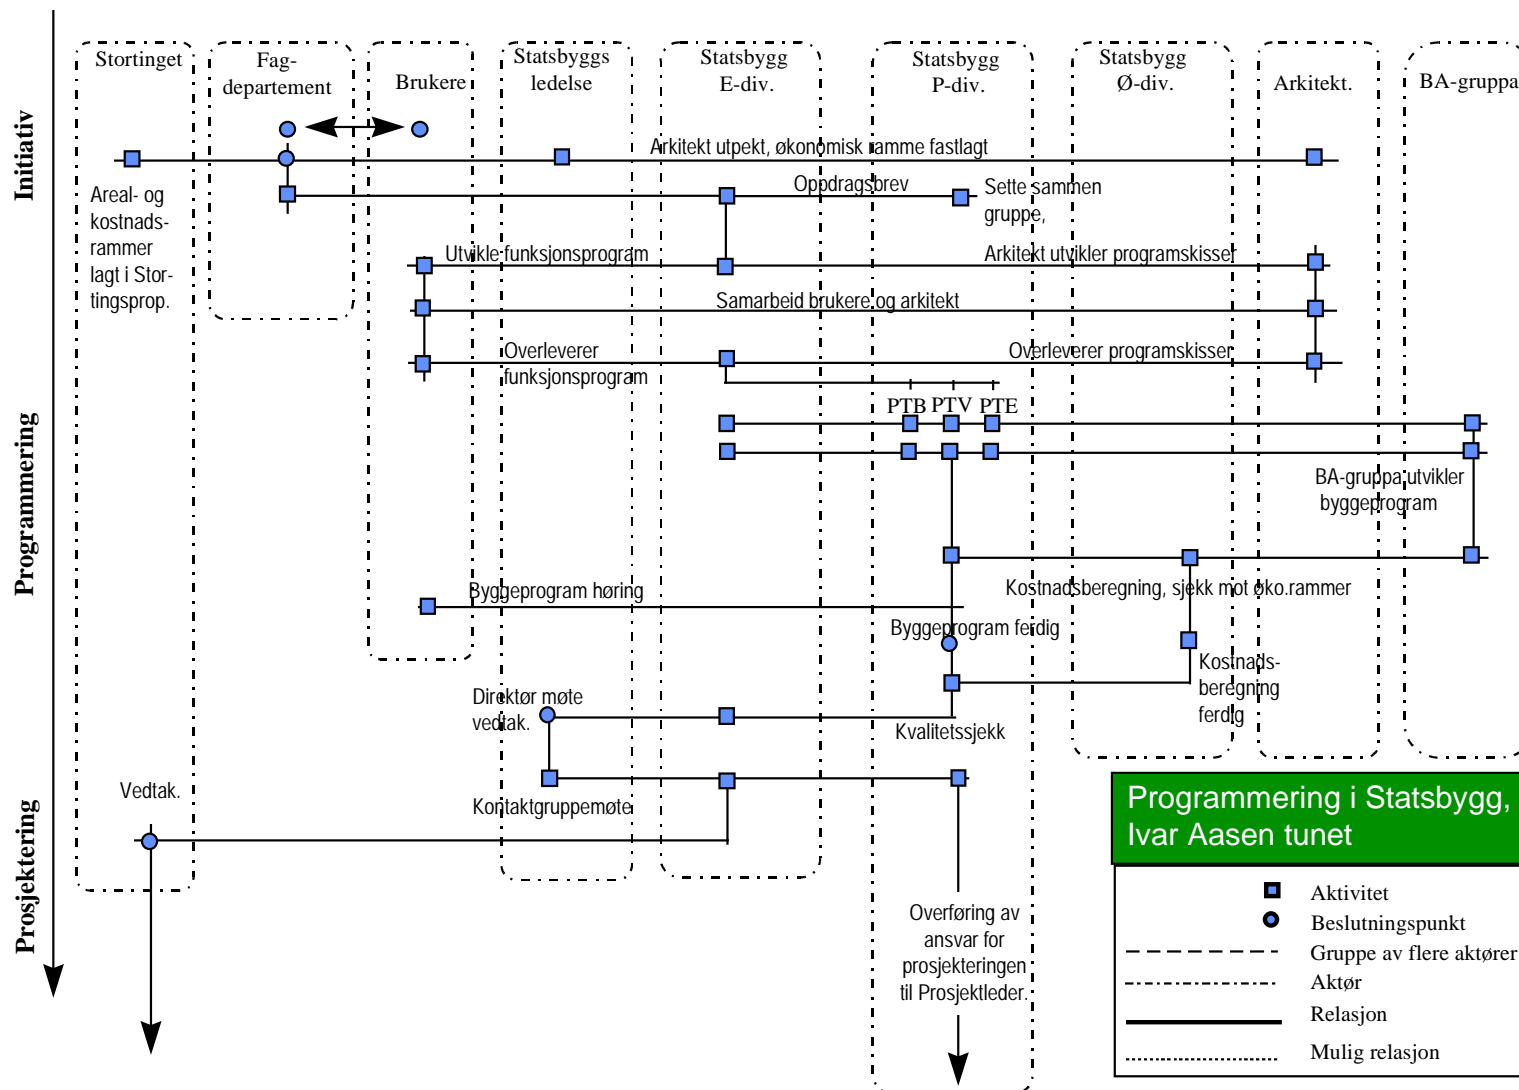 Stortinget
Fag-
departement
Brukere
Statsbyggs
ledelse
Statsbygg
E-div.
Statsbygg
P-div.
Statsbygg
Ø-div.
Arkitekt.
BA-gruppa
Initiativ
Arkitekt utpekt, økonomisk ramme fastlagt
Areal- og
kostnads-
rammer
lagt i Stor-
tingsprop.
Oppdragsbrev
Sette sammen
gruppe,
Utvikle funksjonsprogram
Arkitekt utvikler programskisser
Samarbeid brukere og arkitekt
Overleverer
funksjonsprogram
Overleverer programskisser
PTB PTV PTE
Programmering
BA-gruppa utvikler
byggeprogram
Byggeprogram høring
Kostnadsberegning, sjekk mot øko.rammer
Byggeprogram ferdig
Kostnads-
beregning
ferdig
Direktør møte
vedtak.
Kvalitetssjekk
Kontaktgruppemøte
Prosjektering
Vedtak.
Overføring av
ansvar for
prosjekteringen
til Prosjektleder.
Programmering i Statsbygg,
Ivar Aasen tunet
Aktivitet
Beslutningspunkt
Gruppe av flere aktører
Aktør
Relasjon
Mulig relasjon